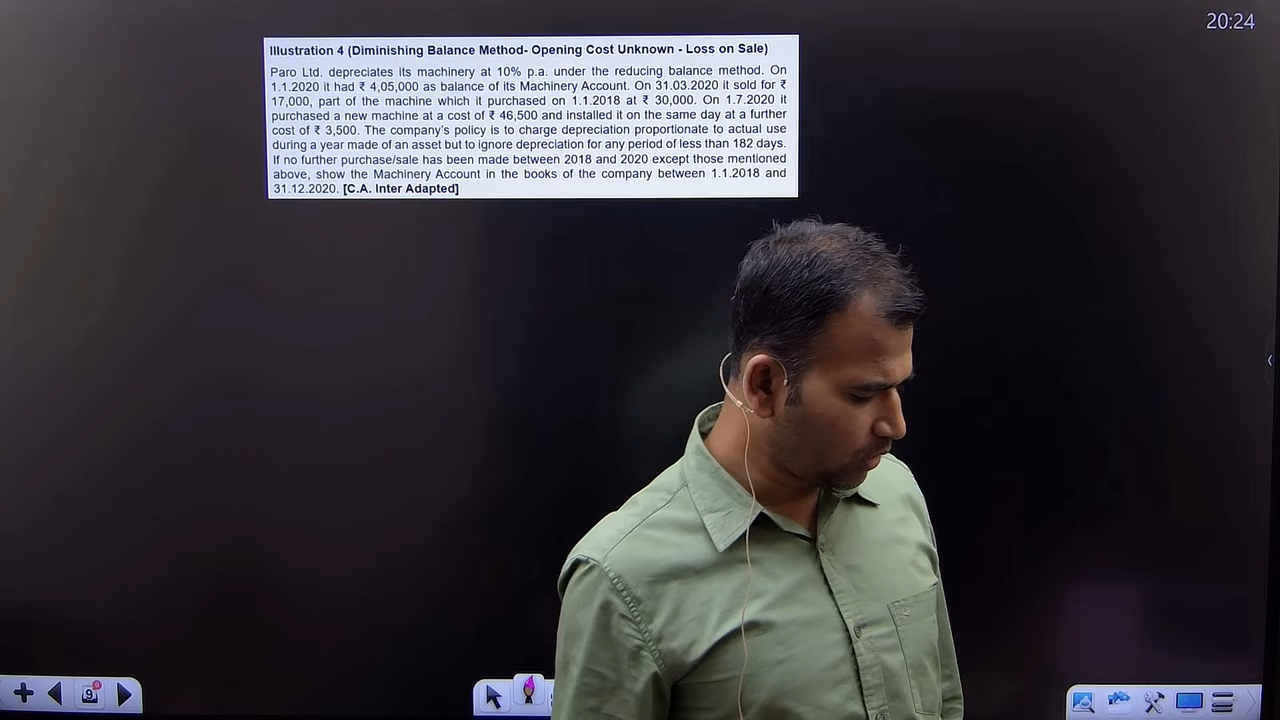 20:24
Illustration 4 (Diminishing Balance Method- Opening Cost Unknown - Loss on Sale)
Paro Ltd. depreciates its machinery at 10% p.a. under the reducing balance method. On
1.1.2020 it had ₹ 4,05,000 as balance of its Machinery Account. On 31.03.2020 it sold for ₹
17,000, part of the machine which it purchased on 1.1.2018 at ₹ 30,000. On 1.7.2020 it
purchased a new machine at a cost of ₹ 46,500 and installed it on the same day at a further
cost of ₹ 3,500. The company's policy is to charge depreciation proportionate to actual use
during a year made of an asset but to ignore depreciation for any period of less than 182 days.
If no further purchase/sale has been made between 2018 and 2020 except those mentioned
above, show the Machinery Account in the books of the company between 1.1.2018 and
31.12.2020. [C.A. Inter Adapted]
9